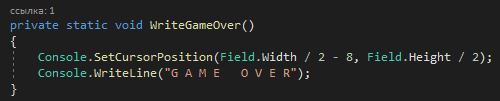 ссылка: 1
private static void WriteGameOver()
{
Console.SetCursorPosition(Field.Width / 2 - 8, Field.Height / 2);
Console.WriteLine("G A M E   O V E R");
}